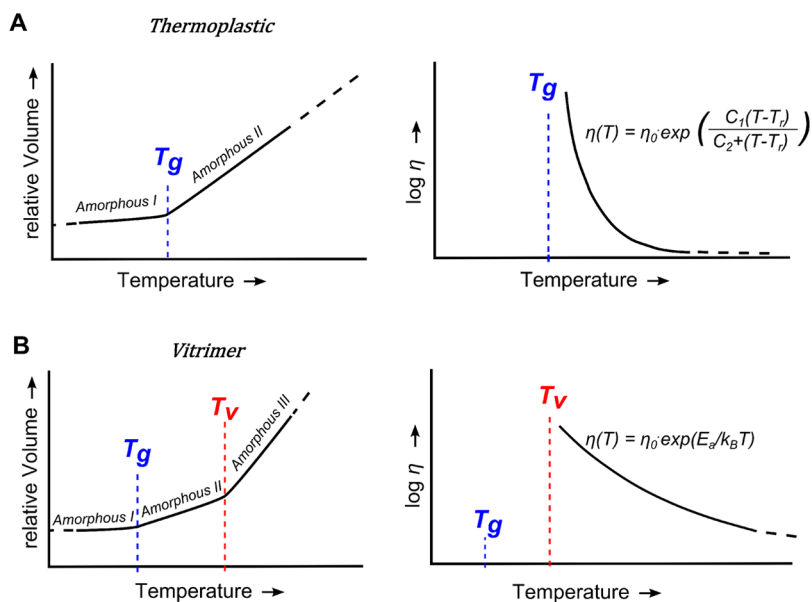 A
Thermoplastic
relative Volume →
Amorphous I
Tg
Amorphous II
Temperature →
log η →
Tg
η(T) = η0·exp (C1(T-Tr) / C2+(T-Tr))
Temperature →
B
Vitrimer
relative Volume →
Amorphous I
Tg
Amorphous II
Tv
Amorphous III
Temperature →
log η →
Tg
Tv
η(T) = η0·exp(Ea/kBT)
Temperature →